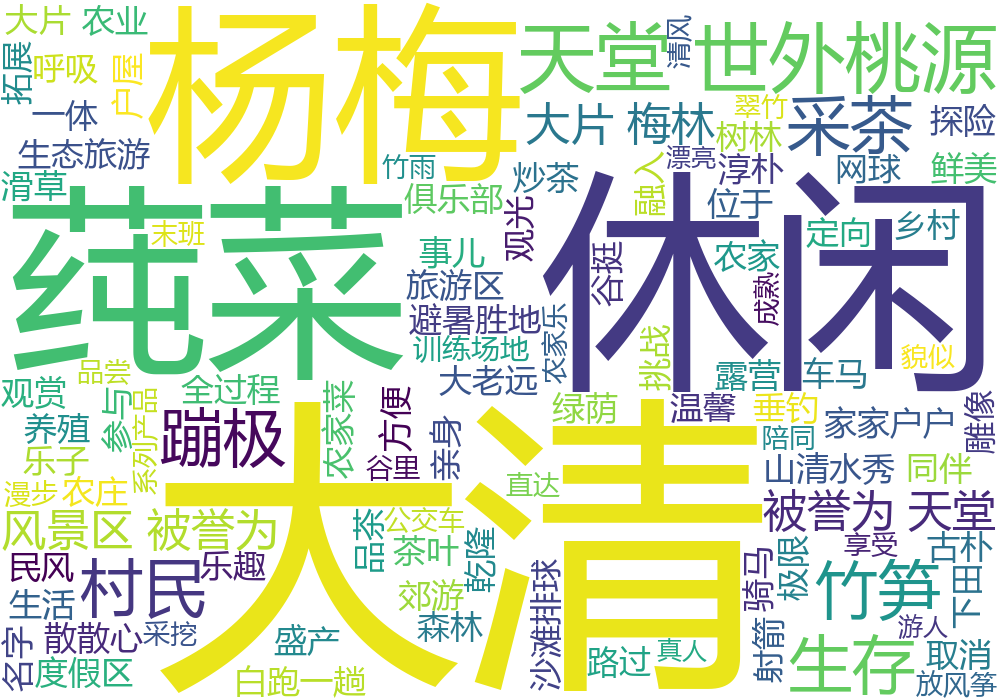 大片
农业
杨梅
天堂
清风
世外桃源
拓展
呼吸
户屋
一体
大片
梅林
翠竹
树林
采茶
探险
生态旅游
竹雨
炒茶
融入
漂亮
淳朴
网球
鲜美
滑草
莼菜
末班
俱乐部
观光
休闲
位于
定向
乡村
事儿
谷挺
农家
成熟
旅游区
避暑胜地
农家乐
训练场地
挑战
貌似
观赏
品尝
全过程
大老远
露营
车马
养殖
参与
系列产品
蹦极
农家菜
方便
亲身
绿荫
温馨
垂钓
家家户户
雕像
乐子
谷里
陪同
山清水秀
同伴
漫步
农庄
直达
大清
风景区
被誉为
品茶
公交车
被誉为
天堂
民风
乐趣
茶叶
乾隆
享受
古朴
村民
骑马
极限
竹笋
下田
生活
郊游
沙滩排球
名字
散散心
采挖
盛产
森林
射箭
游人
度假区
白跑一趟
路过
真人
生存
取消
放风筝